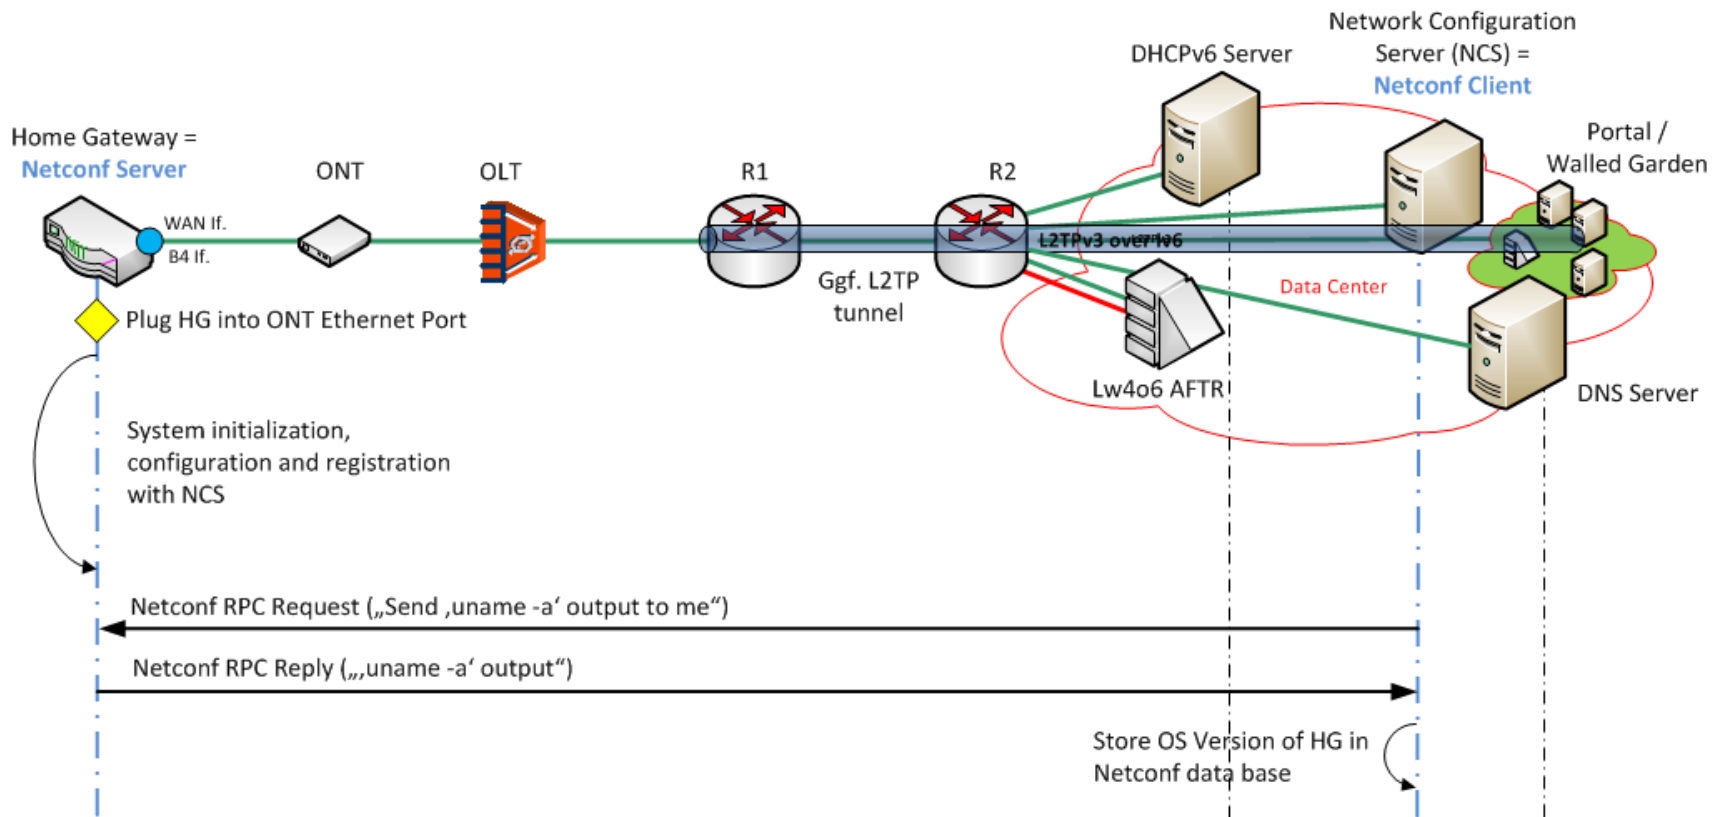 Network Configuration
Server (NCS) =
Netconf Client
DHCPv6 Server
Home Gateway =
Netconf Server
ONT
OLT
R1
R2
Portal /
Walled Garden
WAN If.
B4 If.
L2TPv3 over Iv6
Ggf. L2TP
tunnel
Data Center
Plug HG into ONT Ethernet Port
Lw4o6 AFTR
DNS Server
System initialization,
configuration and registration
with NCS
Netconf RPC Request („Send ‚uname -a‘ output to me“)
Netconf RPC Reply („‚uname -a‘ output“)
Store OS Version of HG in
Netconf data base